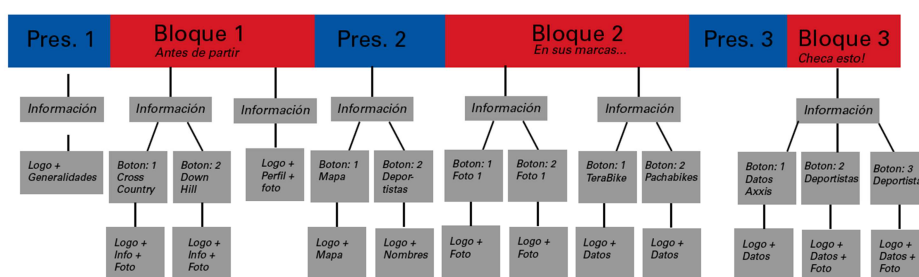 Pres. 1
Bloque 1
Antes de partir
Pres. 2
Bloque 2
En sus marcas...
Pres. 3
Bloque 3
Checa esto!
Información
Información
Información
Información
Información
Información
Información
Logo +
Generalidades
Boton: 1
Cross
Country
Boton: 2
Down
Hill
Logo +
Perfil +
foto
Boton: 1
Mapa
Boton: 2
Depor-
tistas
Boton: 1
Foto 1
Boton: 2
Foto 1
Boton: 1
TeraBike
Boton: 2
Pachabikes
Boton: 1
Datos
Axxis
Boton: 2
Deportistas
Boton: 3
Deportista
Logo +
Info +
Foto
Logo +
Info +
Foto
Logo +
Mapa
Logo +
Nombres
Logo +
Foto
Logo +
Foto
Logo +
Datos
Logo +
Datos
Logo +
Datos
Logo +
Datos +
Foto
Logo +
Datos +
Foto